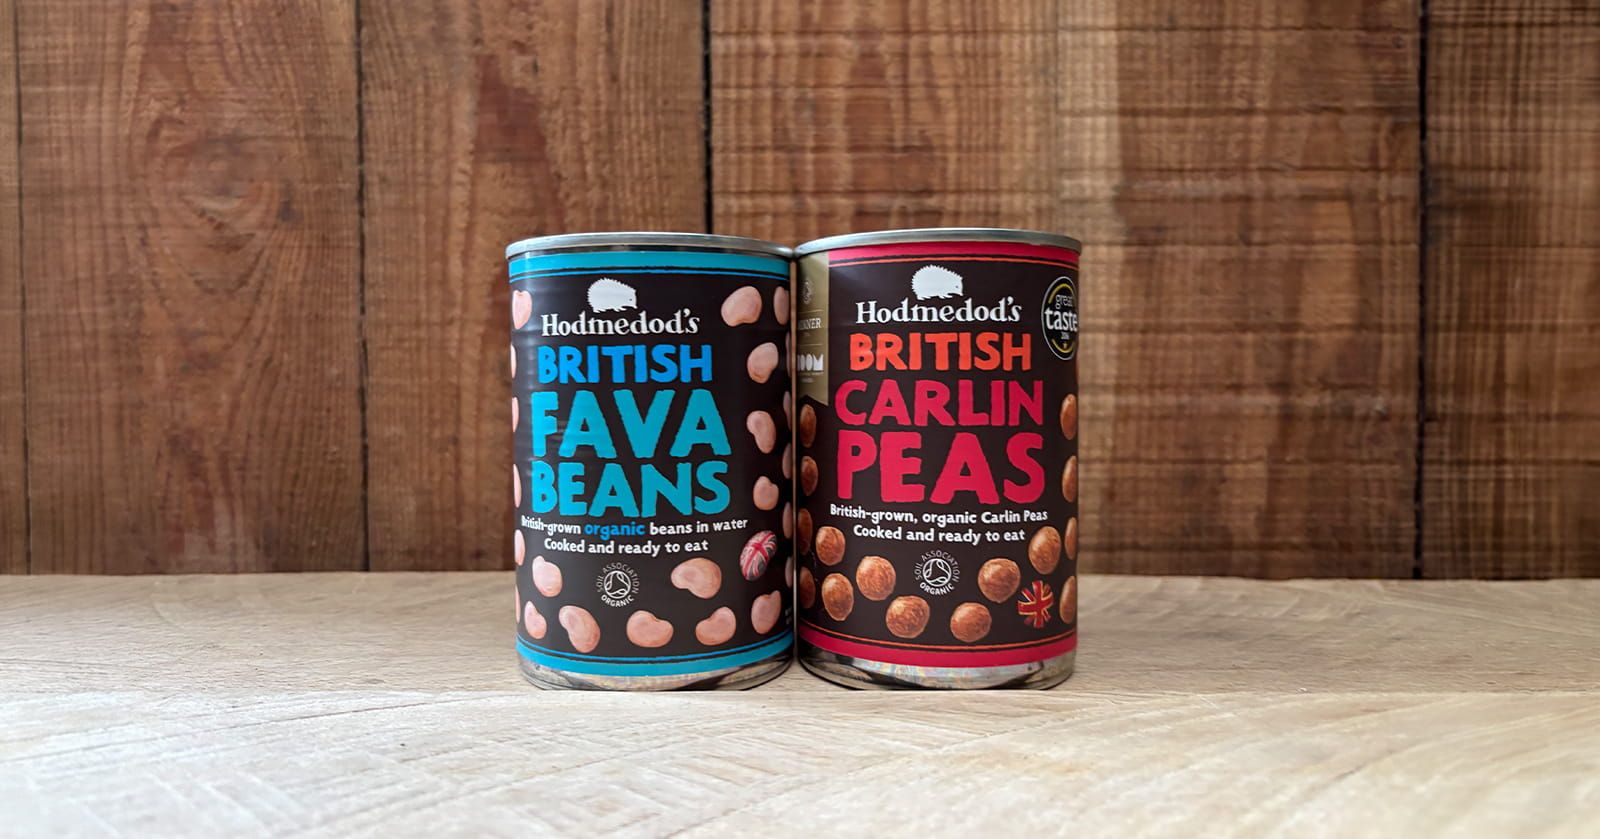 Hodmedod's
BRITISH
FAVA
BEANS
British-grown organic beans in water
Cooked and ready to eat
SOIL ASSOCIATION
ORGANIC
Hodmedod's
BRITISH
CARLIN
PEAS
British-grown, organic Carlin Peas
Cooked and ready to eat
SOIL ASSOCIATION
ORGANIC
great
taste